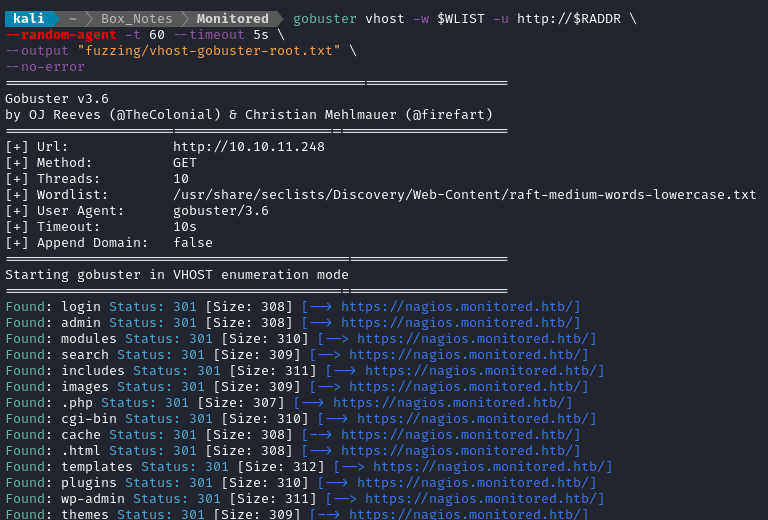 kali ~ Box_Notes Monitored gobuster vhost -w $WLIST -u http://$RADDR \
--random-agent -t 60 --timeout 5s \
--output "fuzzing/vhost-gobuster-root.txt" \
--no-error
===============================================================
Gobuster v3.6
by OJ Reeves (@TheColonial) & Christian Mehlmauer (@firefart)
===============================================================
[+] Url: http://10.10.11.248
[+] Method: GET
[+] Threads: 10
[+] Wordlist: /usr/share/seclists/Discovery/Web-Content/raft-medium-words-lowercase.txt
[+] User Agent: gobuster/3.6
[+] Timeout: 10s
[+] Append Domain: false
===============================================================
Starting gobuster in VHOST enumeration mode
===============================================================
Found: login Status: 301 [Size: 308] [--> https://nagios.monitored.htb/]
Found: admin Status: 301 [Size: 308] [--> https://nagios.monitored.htb/]
Found: modules Status: 301 [Size: 310] [--> https://nagios.monitored.htb/]
Found: search Status: 301 [Size: 309] [--> https://nagios.monitored.htb/]
Found: includes Status: 301 [Size: 311] [--> https://nagios.monitored.htb/]
Found: images Status: 301 [Size: 309] [--> https://nagios.monitored.htb/]
Found: .php Status: 301 [Size: 307] [--> https://nagios.monitored.htb/]
Found: cgi-bin Status: 301 [Size: 310] [--> https://nagios.monitored.htb/]
Found: cache Status: 301 [Size: 308] [--> https://nagios.monitored.htb/]
Found: .html Status: 301 [Size: 308] [--> https://nagios.monitored.htb/]
Found: templates Status: 301 [Size: 312] [--> https://nagios.monitored.htb/]
Found: plugins Status: 301 [Size: 310] [--> https://nagios.monitored.htb/]
Found: wp-admin Status: 301 [Size: 311] [--> https://nagios.monitored.htb/]
Found: themes Status: 301 [Size: 309] [--> https://nagios.monitored.htb/]